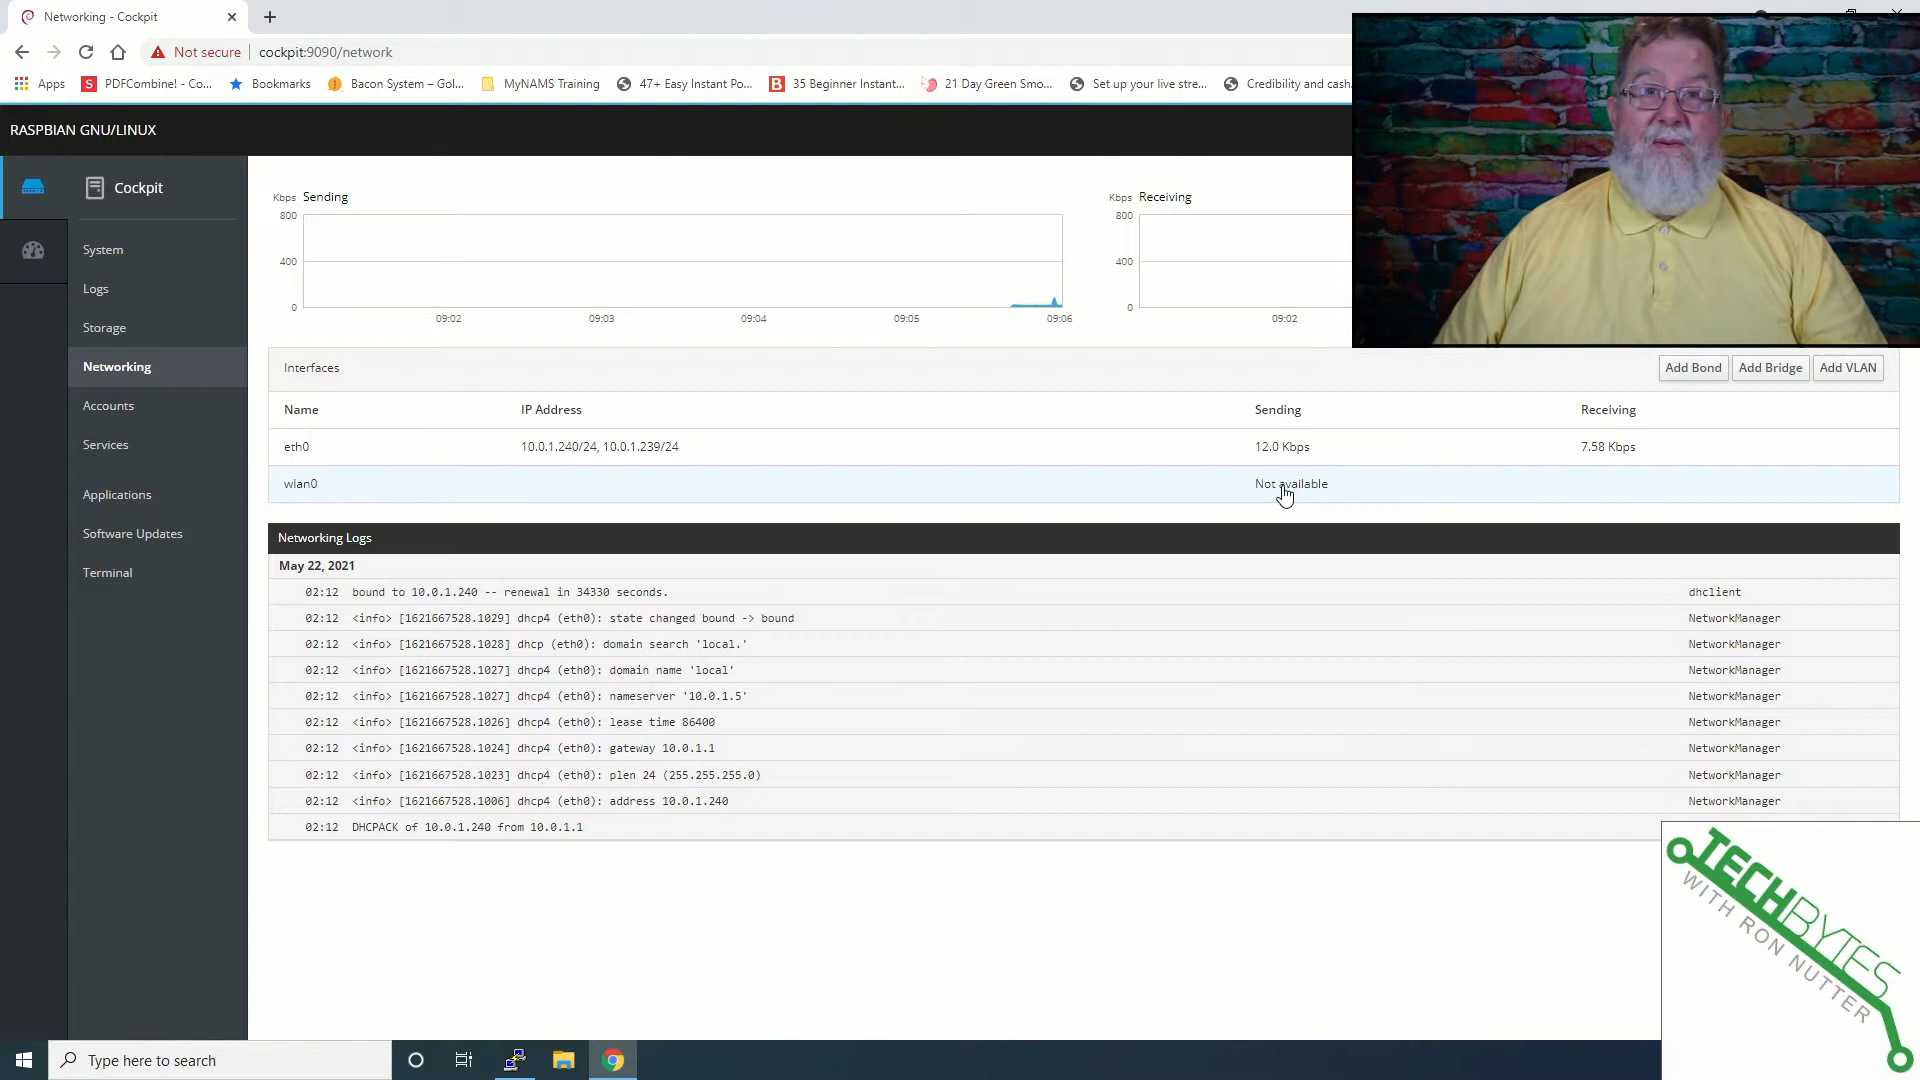 Networking - Cockpit
Not secure cockpit:9090/network
Apps PDFCombine! - Co... Bookmarks Bacon System – Gol... MyNAMS Training 47+ Easy Instant Po... 35 Beginner Instant... 21 Day Green Smo... Set up your live stre... Credibility and cash
RASPBIAN GNU/LINUX
Cockpit
System
Logs
Storage
Networking
Accounts
Services
Applications
Software Updates
Terminal
Kbps Sending
800
400
0
09:02 09:03 09:04 09:05 09:06
Kbps Receiving
800
400
0
09:02
Interfaces Add Bond Add Bridge Add VLAN
Name IP Address Sending Receiving
eth0 10.0.1.240/24, 10.0.1.239/24 12.0 Kbps 7.58 Kbps
wlan0 Not available
Networking Logs
May 22, 2021
02:12 bound to 10.0.1.240 -- renewal in 34330 seconds. dhclient
02:12 <info> [1621667528.1029] dhcp4 (eth0): state changed bound -> bound NetworkManager
02:12 <info> [1621667528.1028] dhcp (eth0): domain search 'local.' NetworkManager
02:12 <info> [1621667528.1027] dhcp4 (eth0): domain name 'local' NetworkManager
02:12 <info> [1621667528.1027] dhcp4 (eth0): nameserver '10.0.1.5' NetworkManager
02:12 <info> [1621667528.1026] dhcp4 (eth0): lease time 86400 NetworkManager
02:12 <info> [1621667528.1024] dhcp4 (eth0): gateway 10.0.1.1 NetworkManager
02:12 <info> [1621667528.1023] dhcp4 (eth0): plen 24 (255.255.255.0) NetworkManager
02:12 <info> [1621667528.1006] dhcp4 (eth0): address 10.0.1.240 NetworkManager
02:12 DHCPACK of 10.0.1.240 from 10.0.1.1
TECHBYTES
WITH RON NUTTER
Type here to search